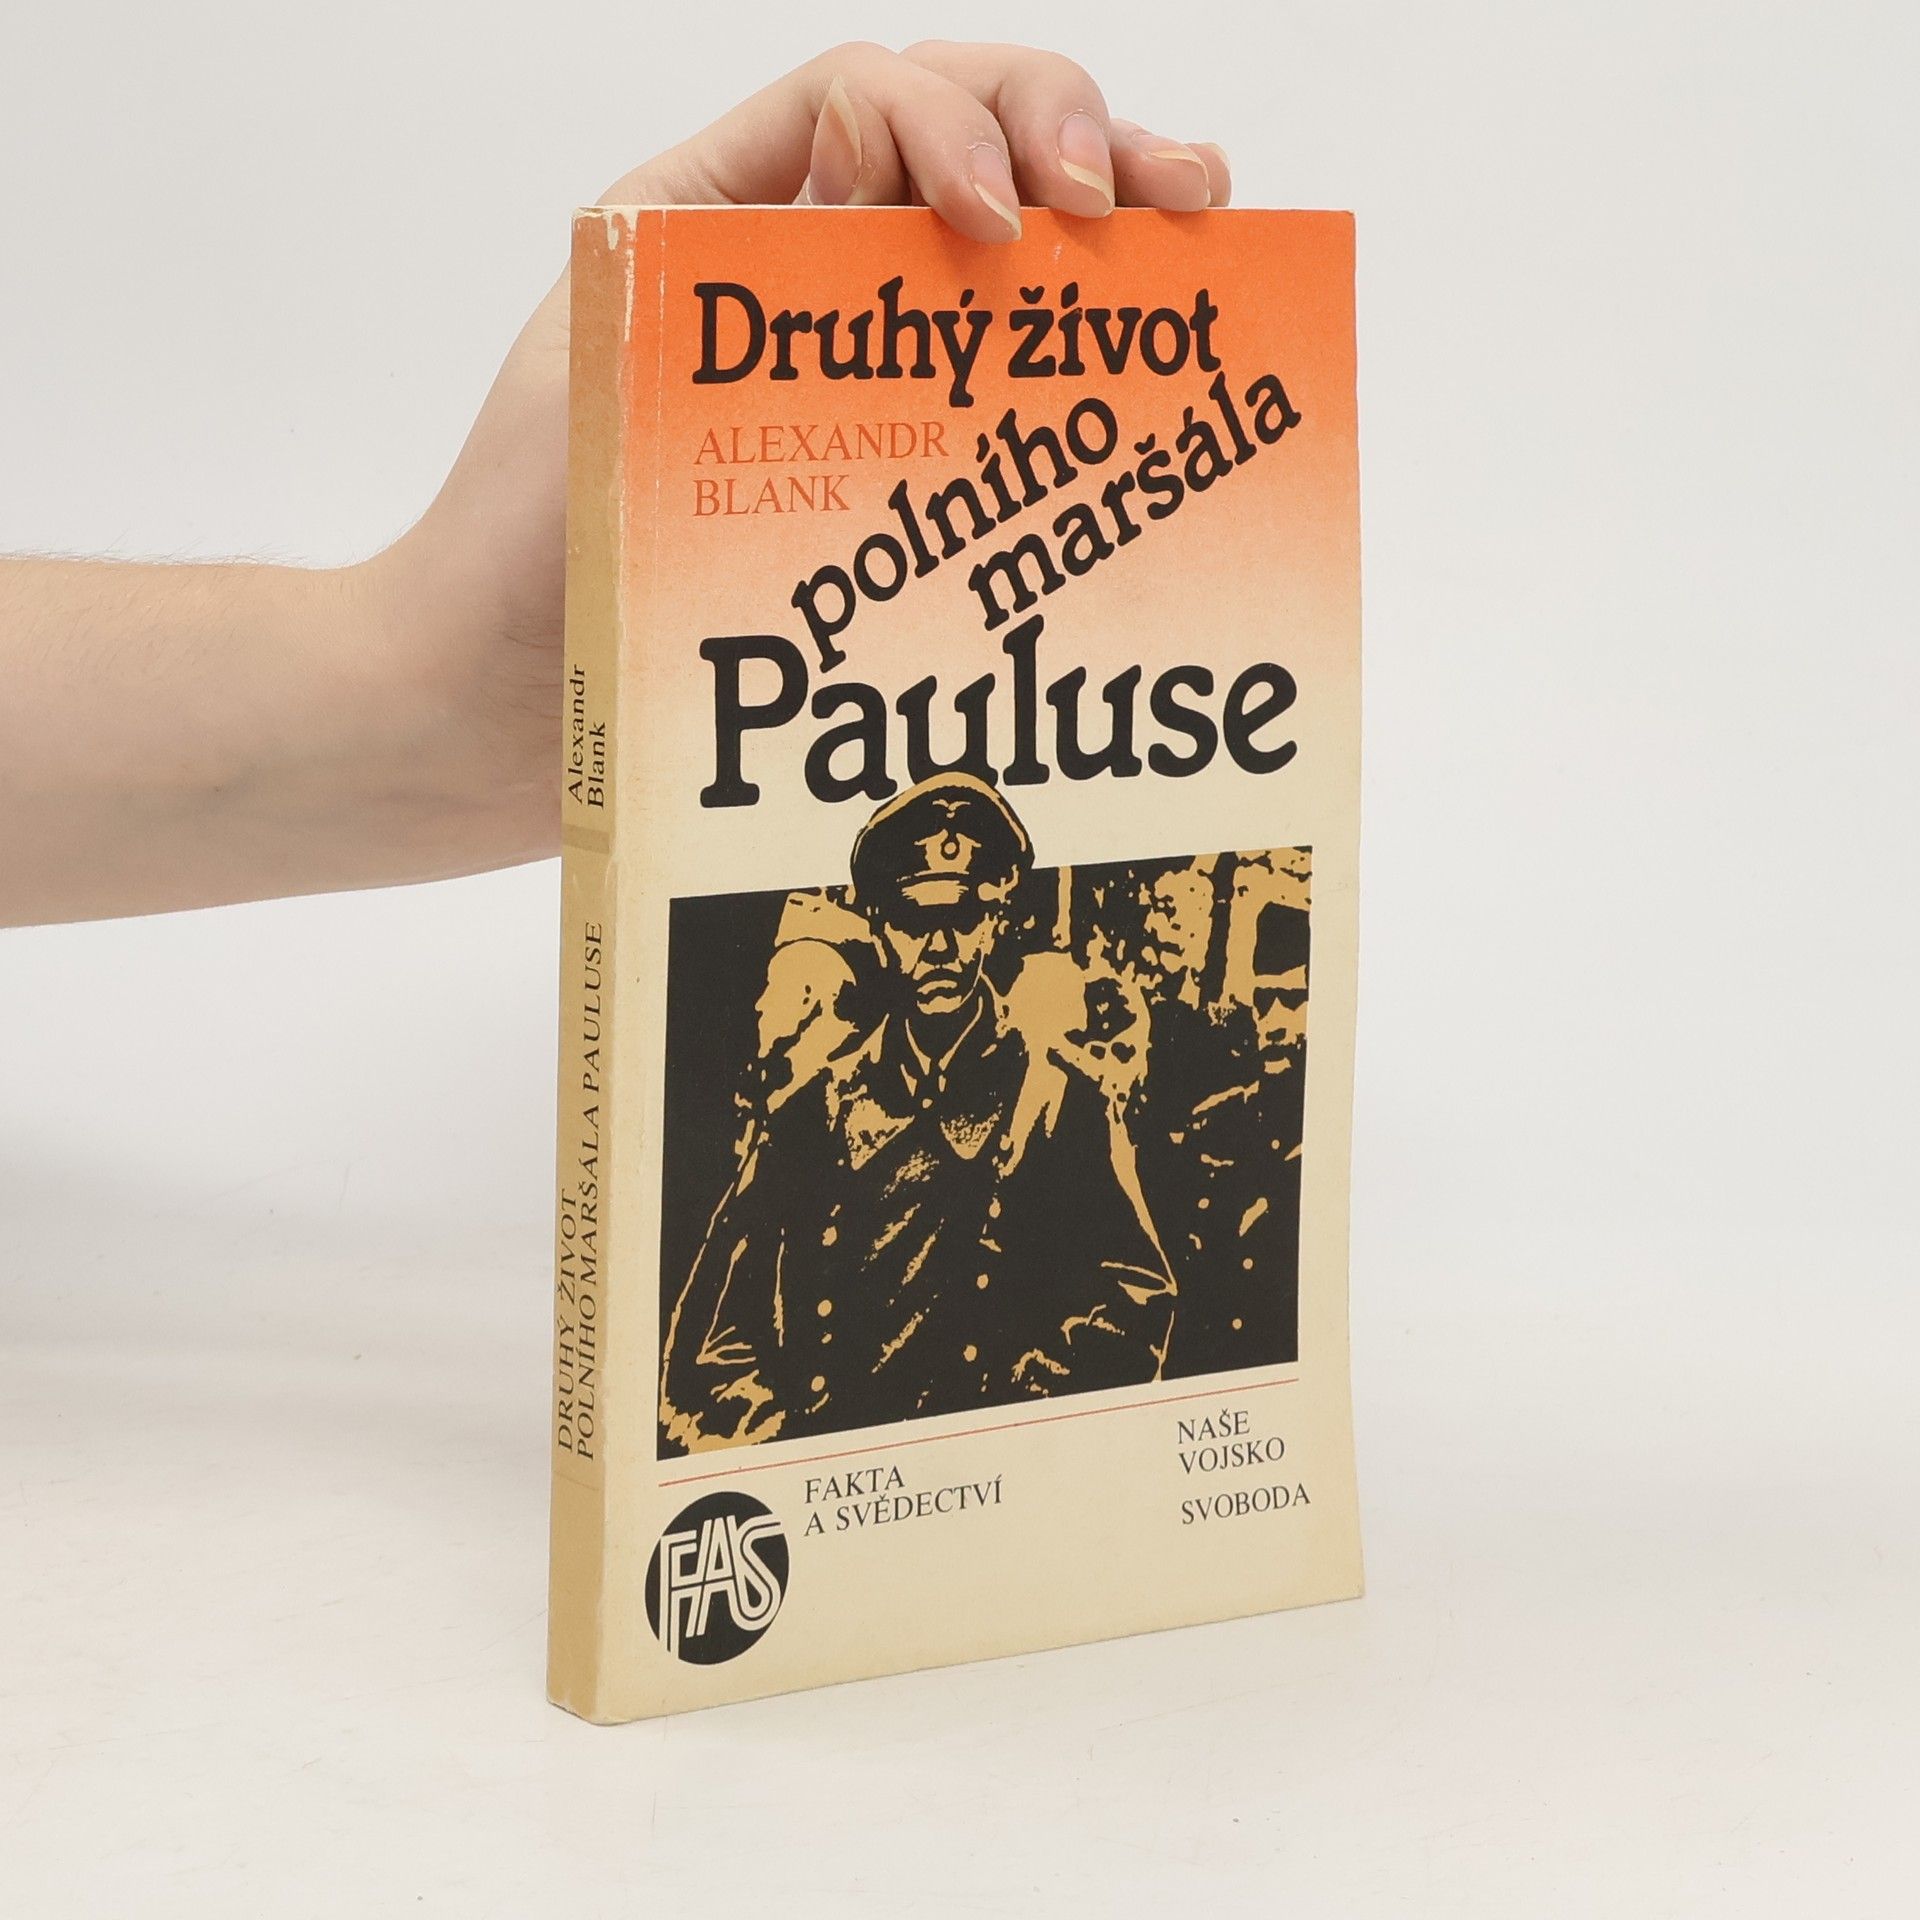 Druhý život
ALEXANDR
BLANK
polního
maršála
Pauluse
FAKTA
A SVĚDECTVÍ
NAŠE
VOJSKO
SVOBODA
FAS
Alexandr
Blank
DRUHÝ ŽIVOT
POLNÍHO MARŠÁLA PAULUSE